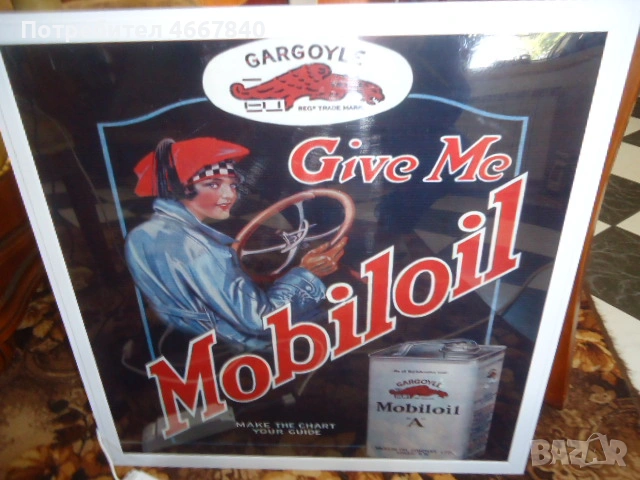 Потребител 4667840
GARGOYLE
REG° TRADE MARK
Give Me
Mobiloil
GARGOYLE
Mobiloil
"A"
MAKE THE CHART
YOUR GUIDE
BAZAR